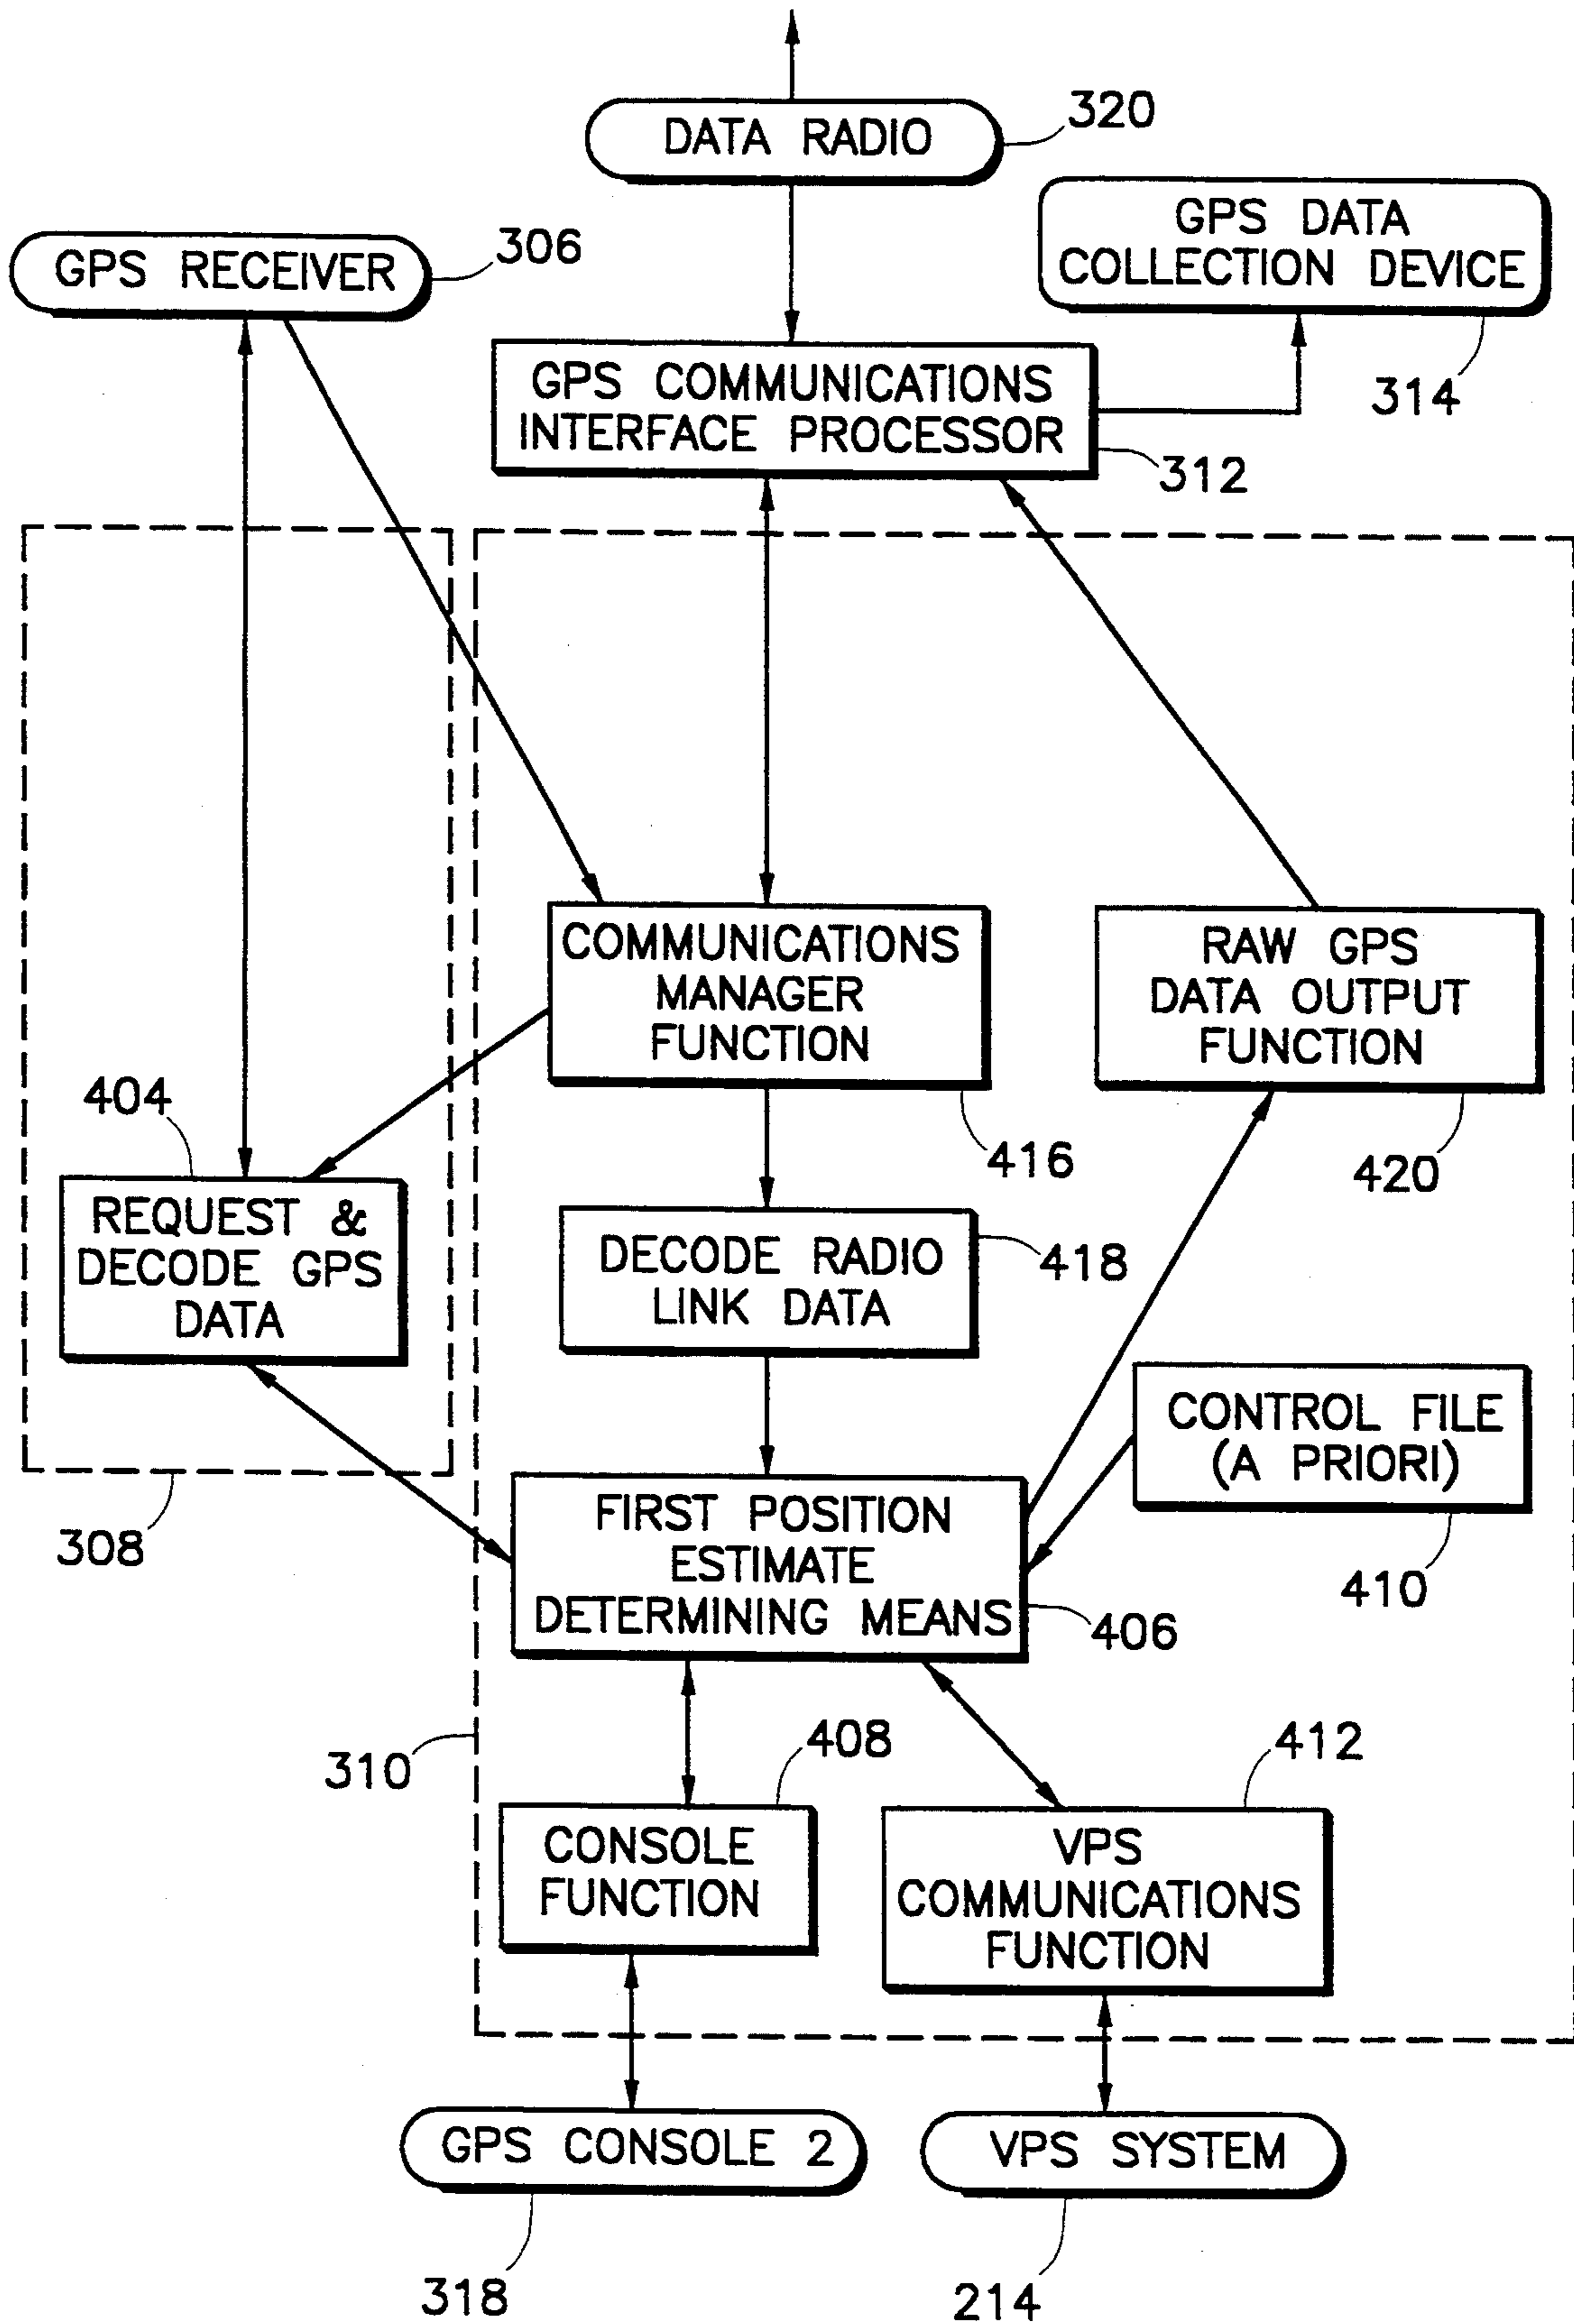 DATA RADIO
320
GPS DATA
COLLECTION DEVICE
314
GPS RECEIVER
306
GPS COMMUNICATIONS
INTERFACE PROCESSOR
312
COMMUNICATIONS
MANAGER
FUNCTION
416
RAW GPS
DATA OUTPUT
FUNCTION
420
404
REQUEST &
DECODE GPS
DATA
DECODE RADIO
LINK DATA
418
CONTROL FILE
(A PRIORI)
410
308
FIRST POSITION
ESTIMATE
DETERMINING MEANS
406
310
408
CONSOLE
FUNCTION
412
VPS
COMMUNICATIONS
FUNCTION
GPS CONSOLE 2
318
VPS SYSTEM
214